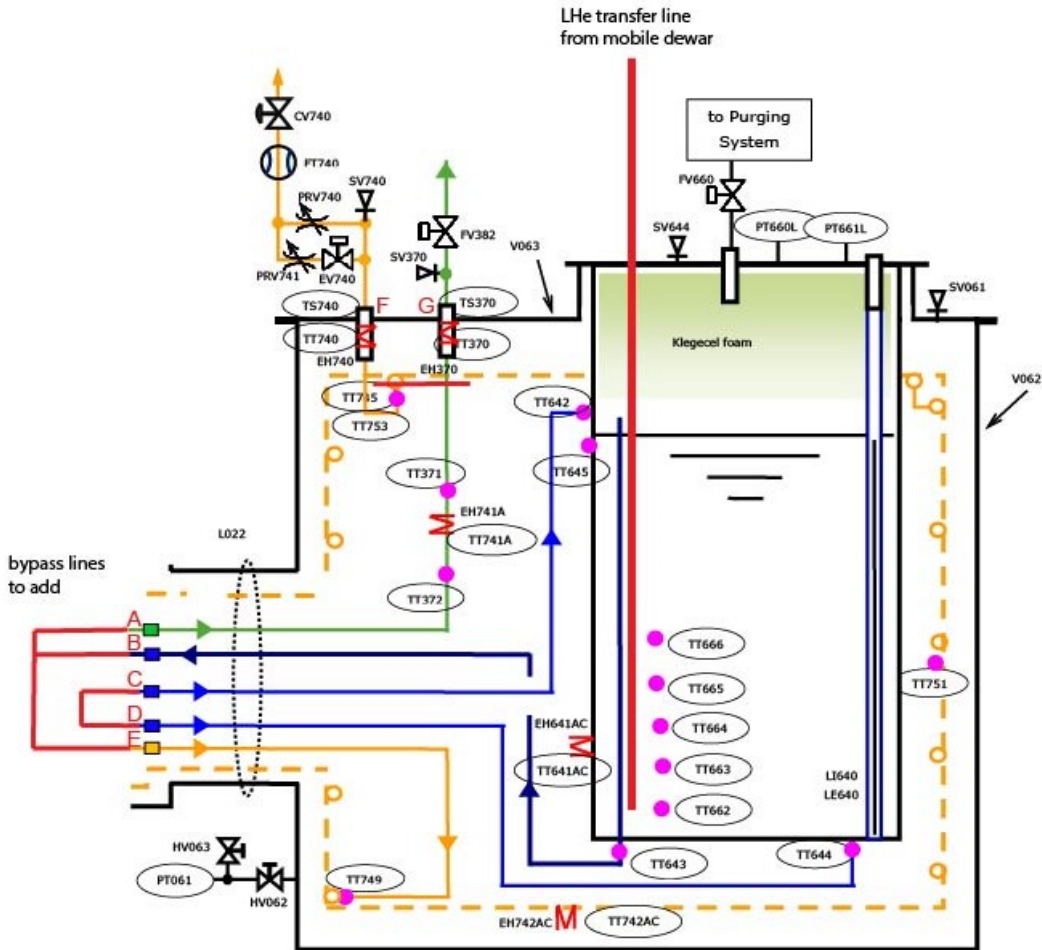 LHe transfer line
from mobile dewar
to Purging
System
CV740
FT740
SV740
PRV740
FV660
PT660L
PT661L
SV644
FV382
V063
SV370
PRV741
EV740
TS740
F
G
TS370
SV061
TT740
TT370
EH740
EH370
Klegecel foam
TT745
TT753
TT642
V062
TT645
TT371
EH741A
TT741A
L022
TT372
bypass lines
to add
A
B
C
D
E
TT666
TT665
TT751
EH641AC
TT664
TT641AC
TT663
LI640
LE640
TT662
HV063
TT643
TT644
PT061
HV062
TT749
EH742AC
TT742AC